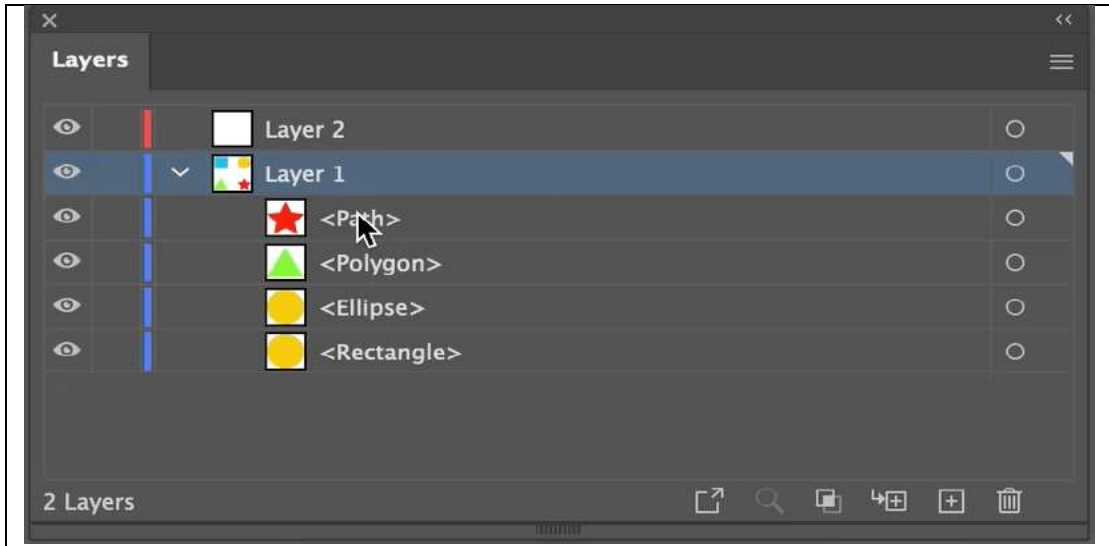 Layers
Layer 2
Layer 1
<Path>
<Polygon>
<Ellipse>
<Rectangle>
2 Layers